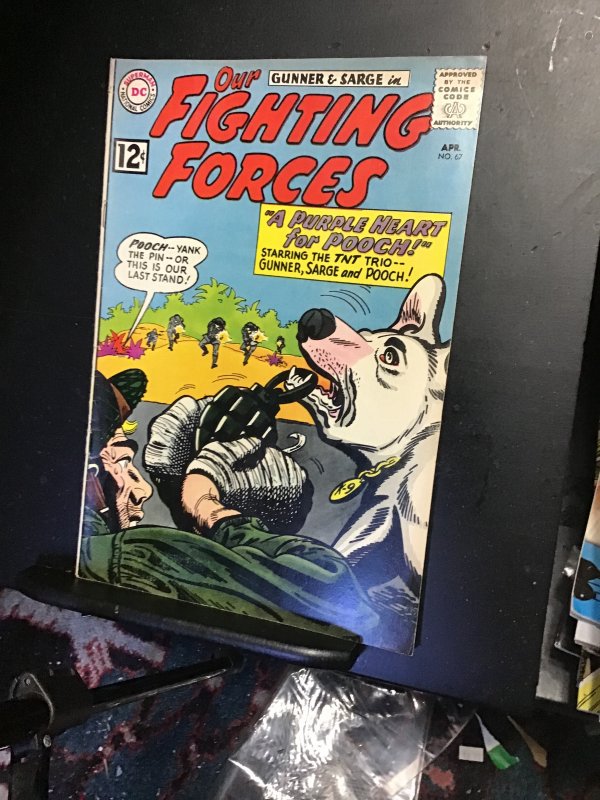 SUPERMAN
DC
NATIONAL COMICS
Our GUNNER & SARGE in
FIGHTING
FORCES
12¢
APPROVED
BY THE
COMICS
CODE
CA
AUTHORITY
APR.
NO. 67
"A PURPLE HEART
for POOCH!"
STARRING THE TNT TRIO--
GUNNER, SARGE and POOCH!
POOCH--YANK
THE PIN--OR
THIS IS OUR
LAST STAND!
K-9